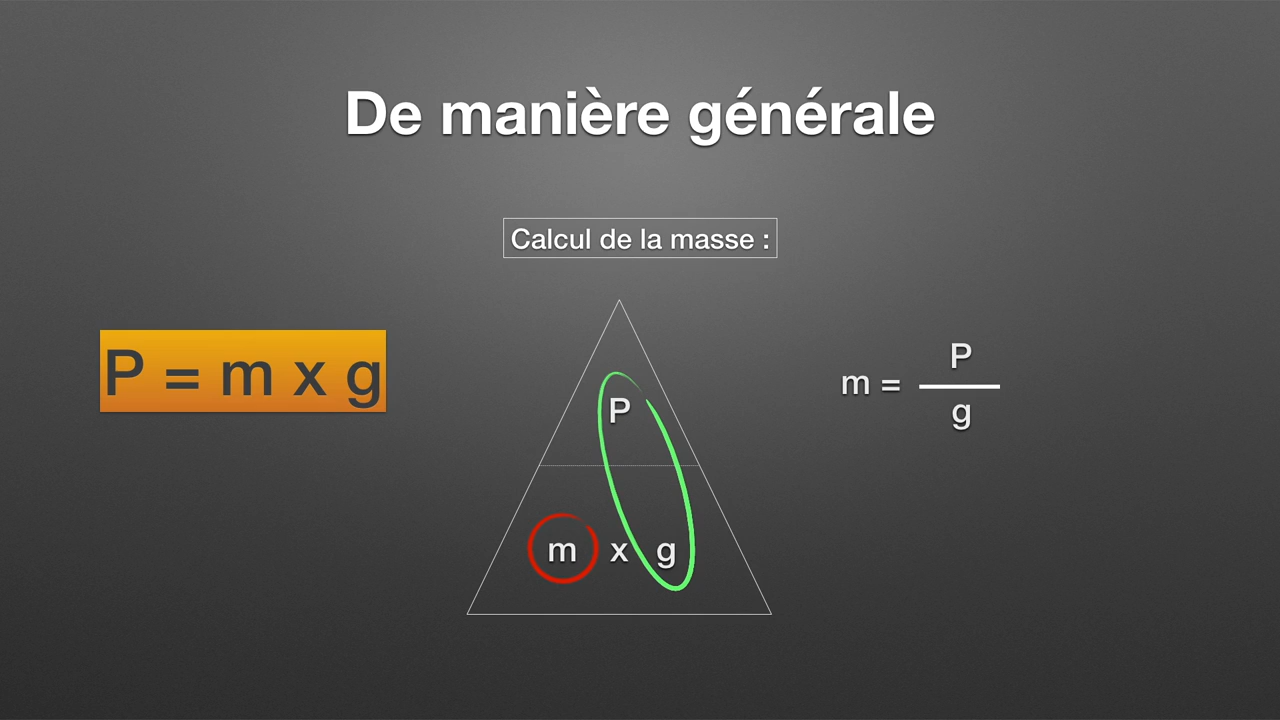 De manière générale
Calcul de la masse :
P = m x g
P
m x g
m = P
g